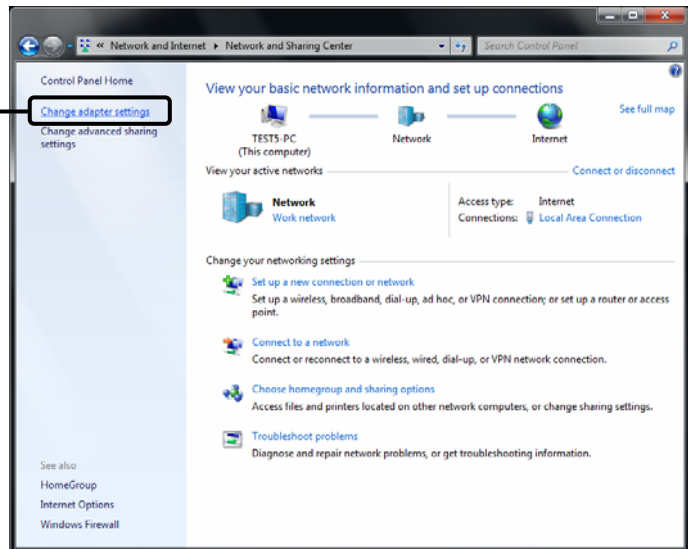 « Network and Internet ▸ Network and Sharing Center
Search Control Panel
Control Panel Home
Change adapter settings
Change advanced sharing
settings
View your basic network information and set up connections
See full map
TEST5-PC
(This computer)
Network
Internet
View your active networks
Connect or disconnect
Network
Work network
Access type: Internet
Connections: Local Area Connection
Change your networking settings
Set up a new connection or network
Set up a wireless, broadband, dial-up, ad hoc, or VPN connection; or set up a router or access
point.
Connect to a network
Connect or reconnect to a wireless, wired, dial-up, or VPN network connection.
Choose homegroup and sharing options
Access files and printers located on other network computers, or change sharing settings.
Troubleshoot problems
Diagnose and repair network problems, or get troubleshooting information.
See also
HomeGroup
Internet Options
Windows Firewall